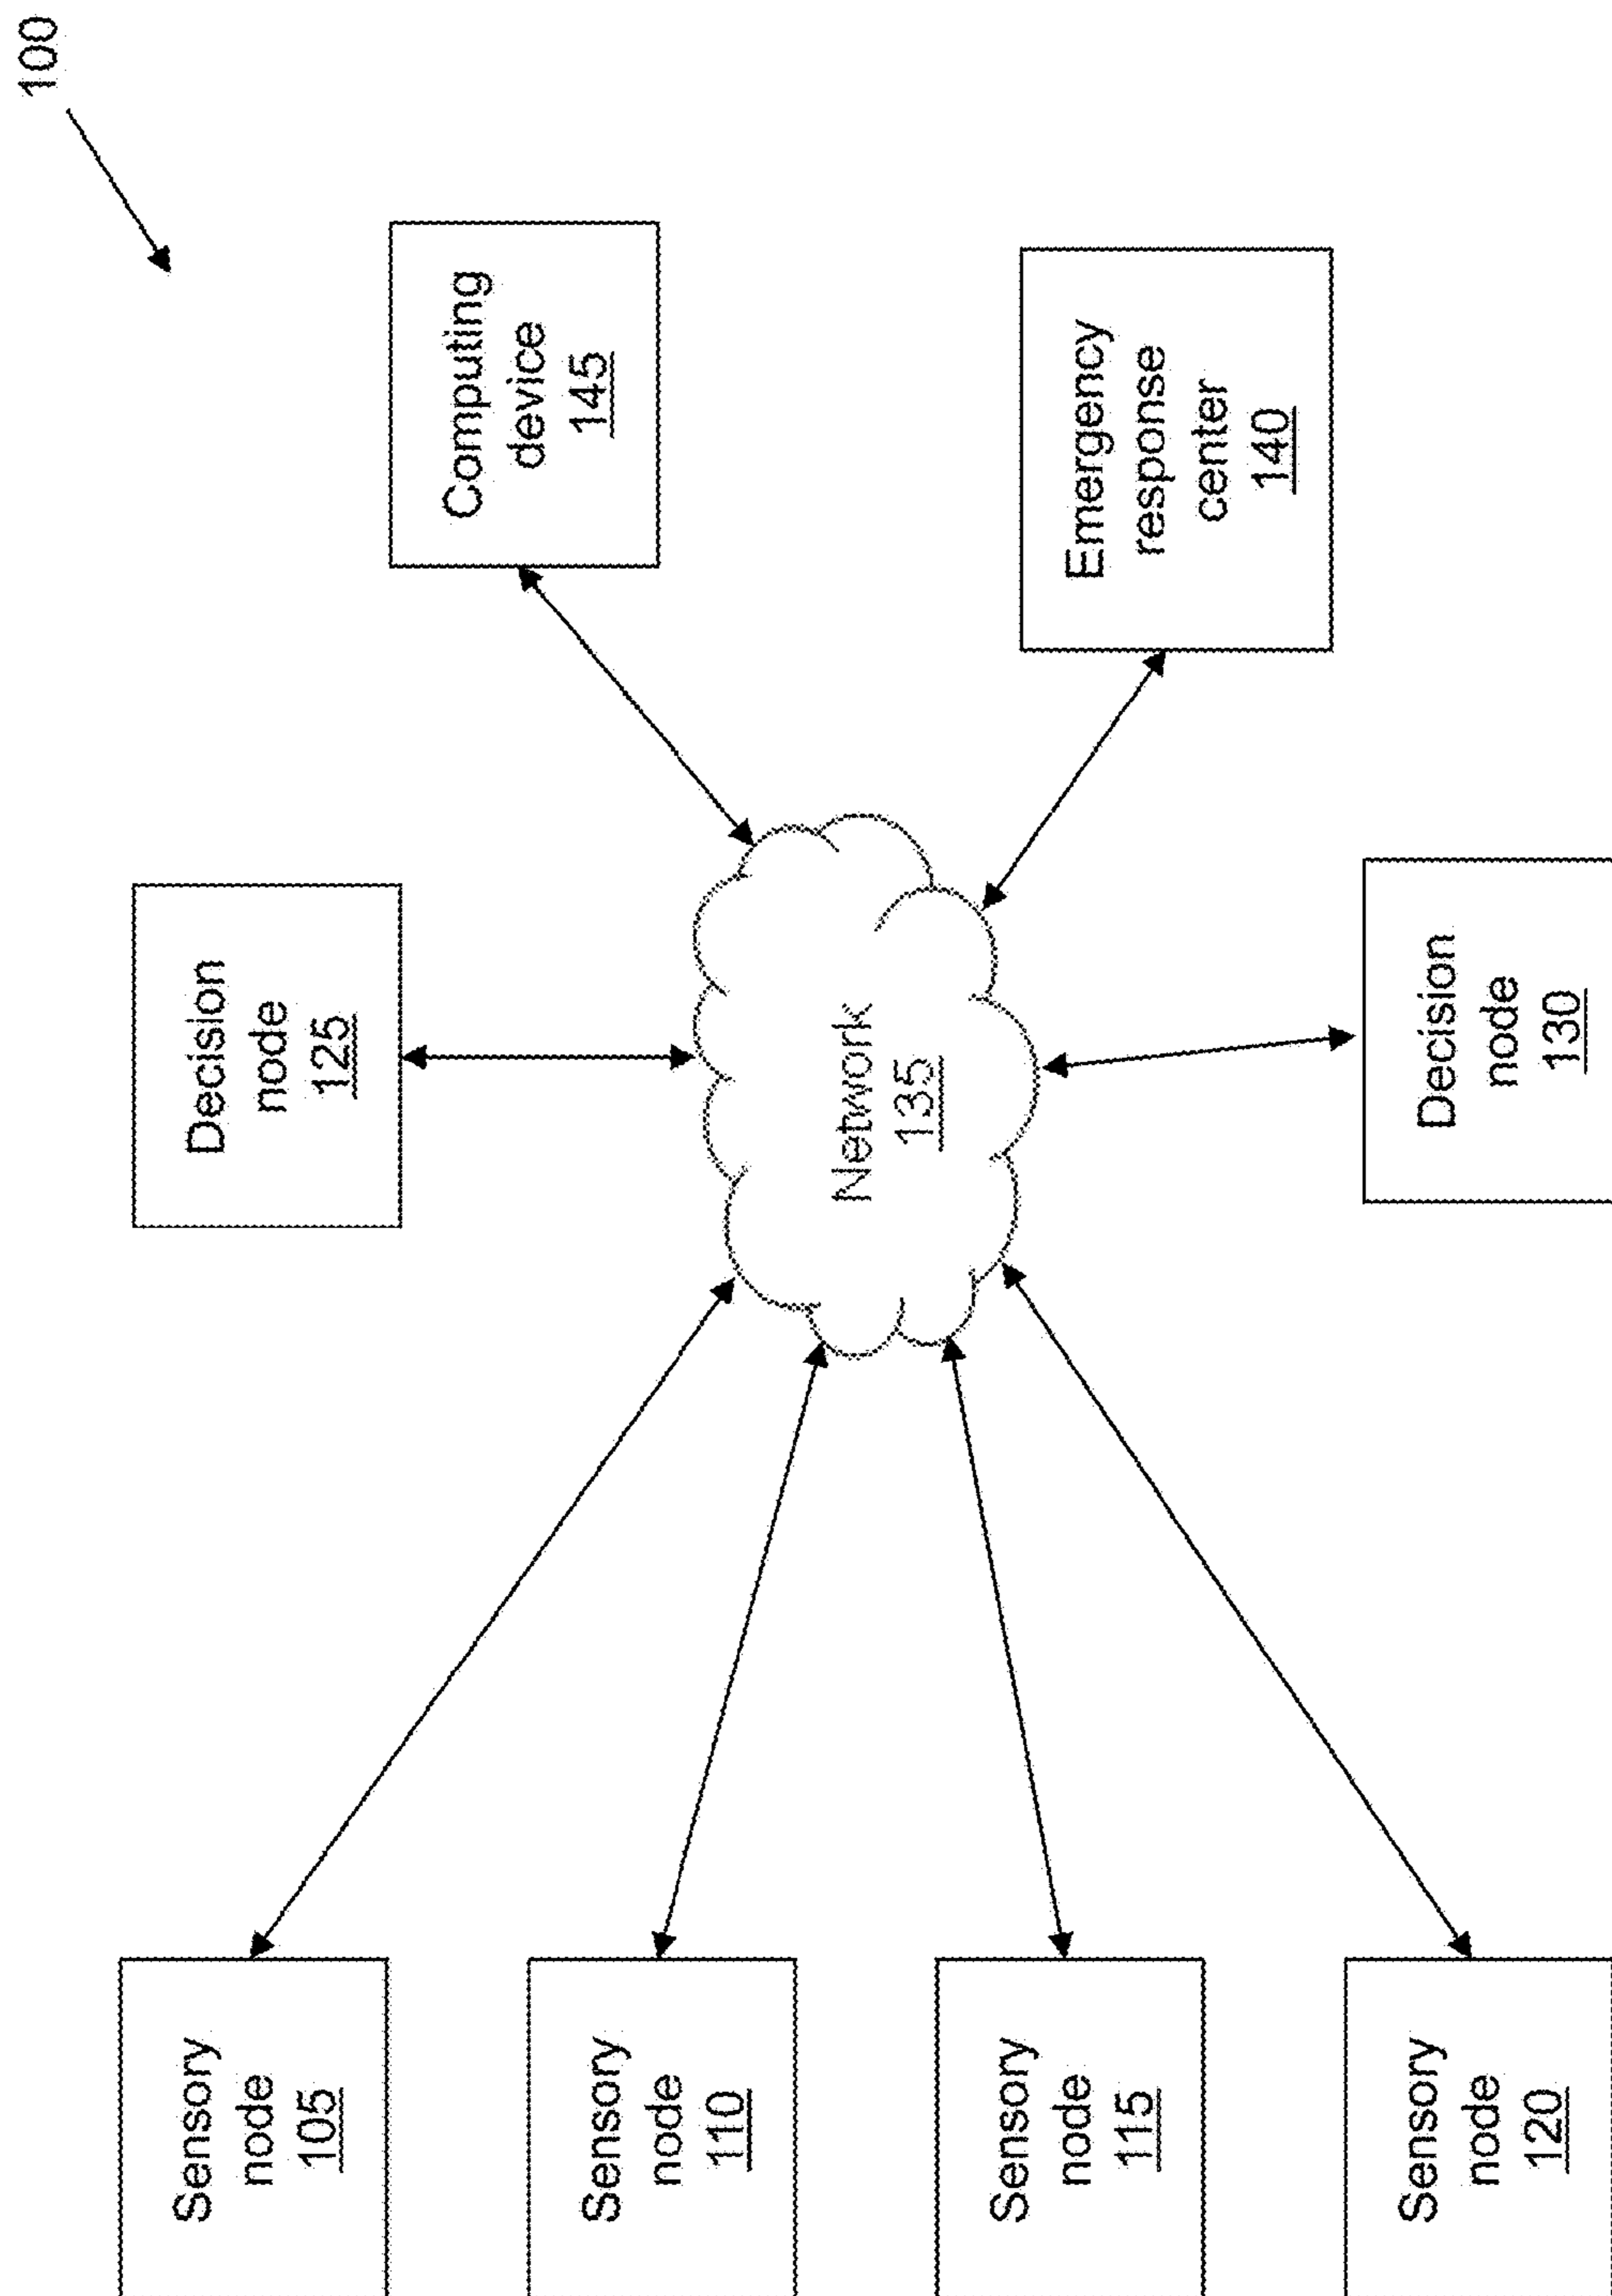 100
Sensory
node
105
Sensory
node
110
Sensory
node
115
Sensory
node
120
Decision
node
125
Network
135
Decision
node
130
Computing
device
145
Emergency
response
center
140